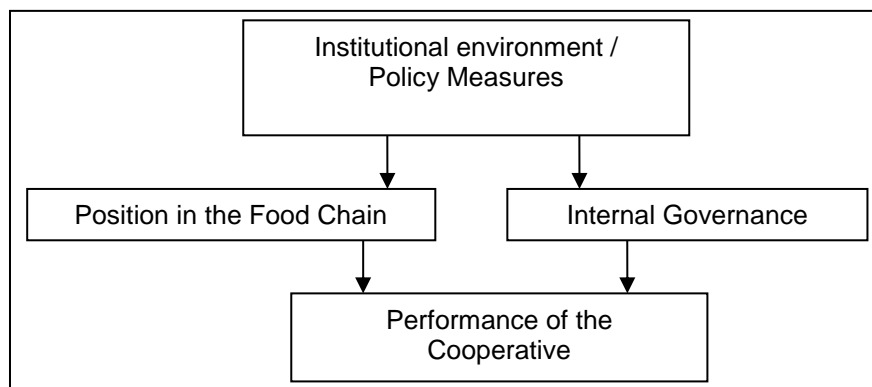 Institutional environment /
Policy Measures
Position in the Food Chain
Internal Governance
Performance of the
Cooperative